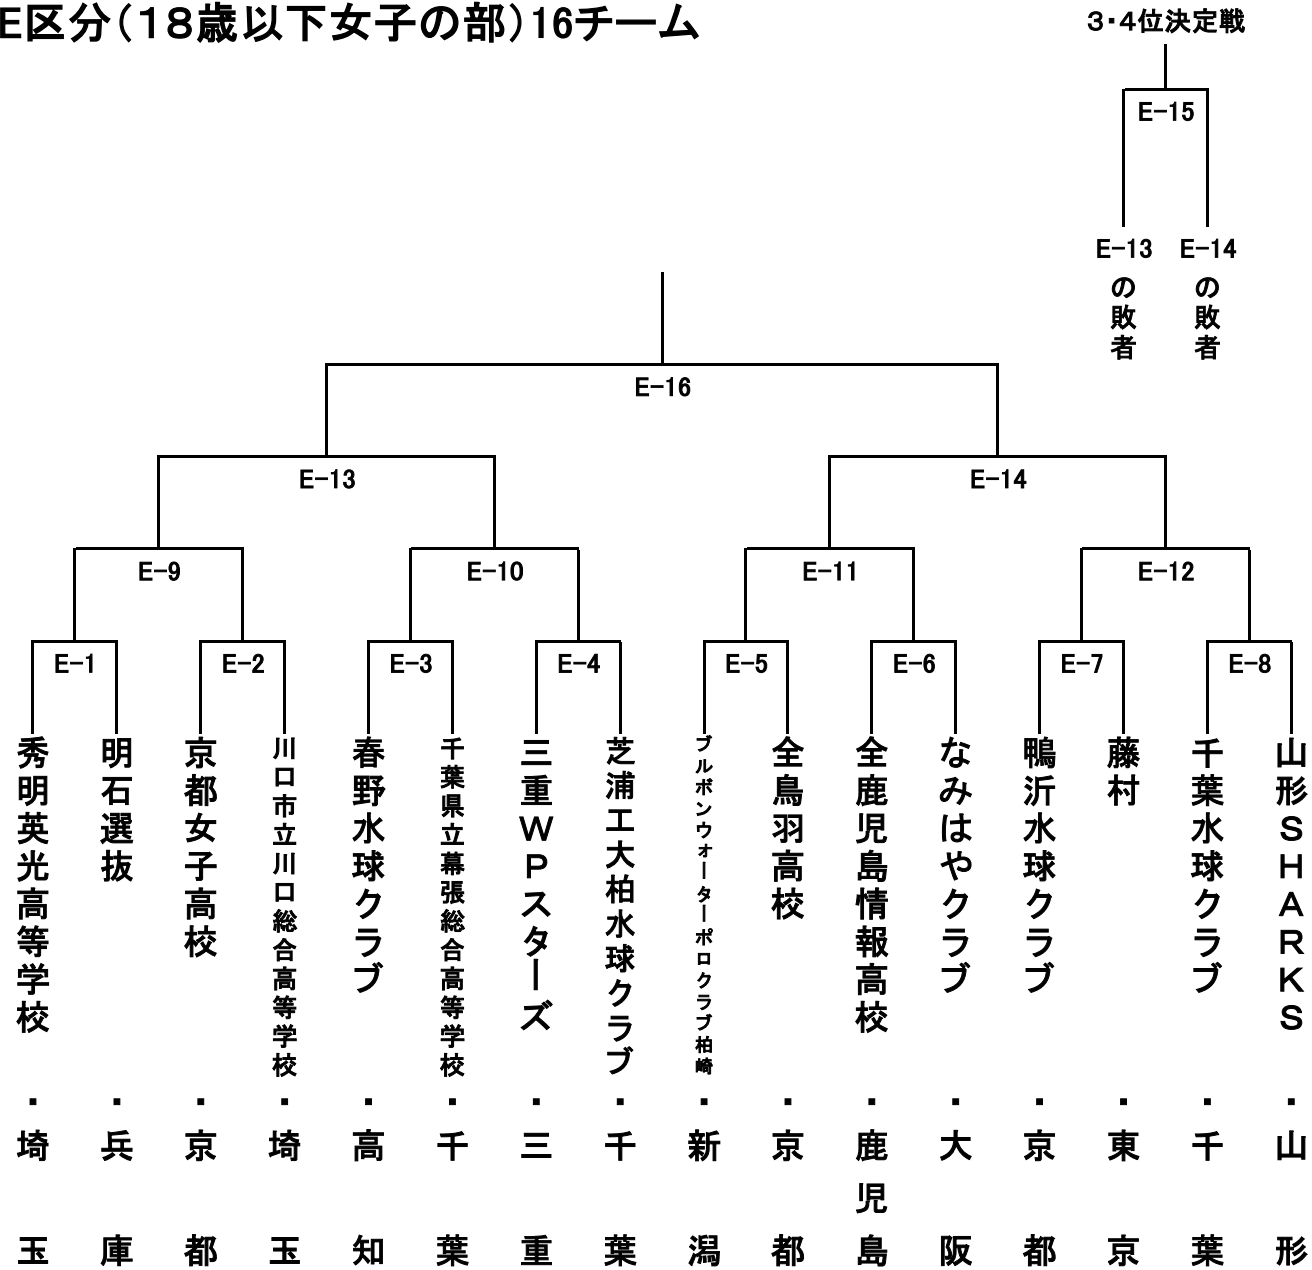 E区分（１８歳以下女子の部）16チーム
３・４位決定戦
E-15
E-13の敗者
E-14の敗者
E-16
E-13
E-14
E-9
E-10
E-11
E-12
E-1
E-2
E-3
E-4
E-5
E-6
E-7
E-8
秀明英光高等学校・埼玉
明石選抜・兵庫
京都女子高校・京都
川口市立川口総合高等学校・埼玉
春野水球クラブ・高知
千葉県立幕張総合高等学校・千葉
三重ＷＰスターズ・三重
芝浦工大柏水球クラブ・千葉
ブルボンウォーターポロクラブ柏崎・新潟
全鳥羽高校・京都
全鹿児島情報高校・鹿児島
なみはやクラブ・大阪
鴨沂水球クラブ・京都
藤村・東京
千葉水球クラブ・千葉
山形ＳＨＡＲＫＳ・山形